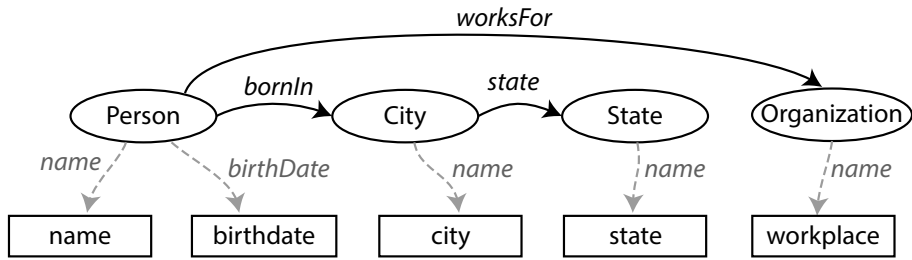 worksFor
bornIn
state
Person
City
State
Organization
name
birthDate
name
name
name
name
birthdate
city
state
workplace